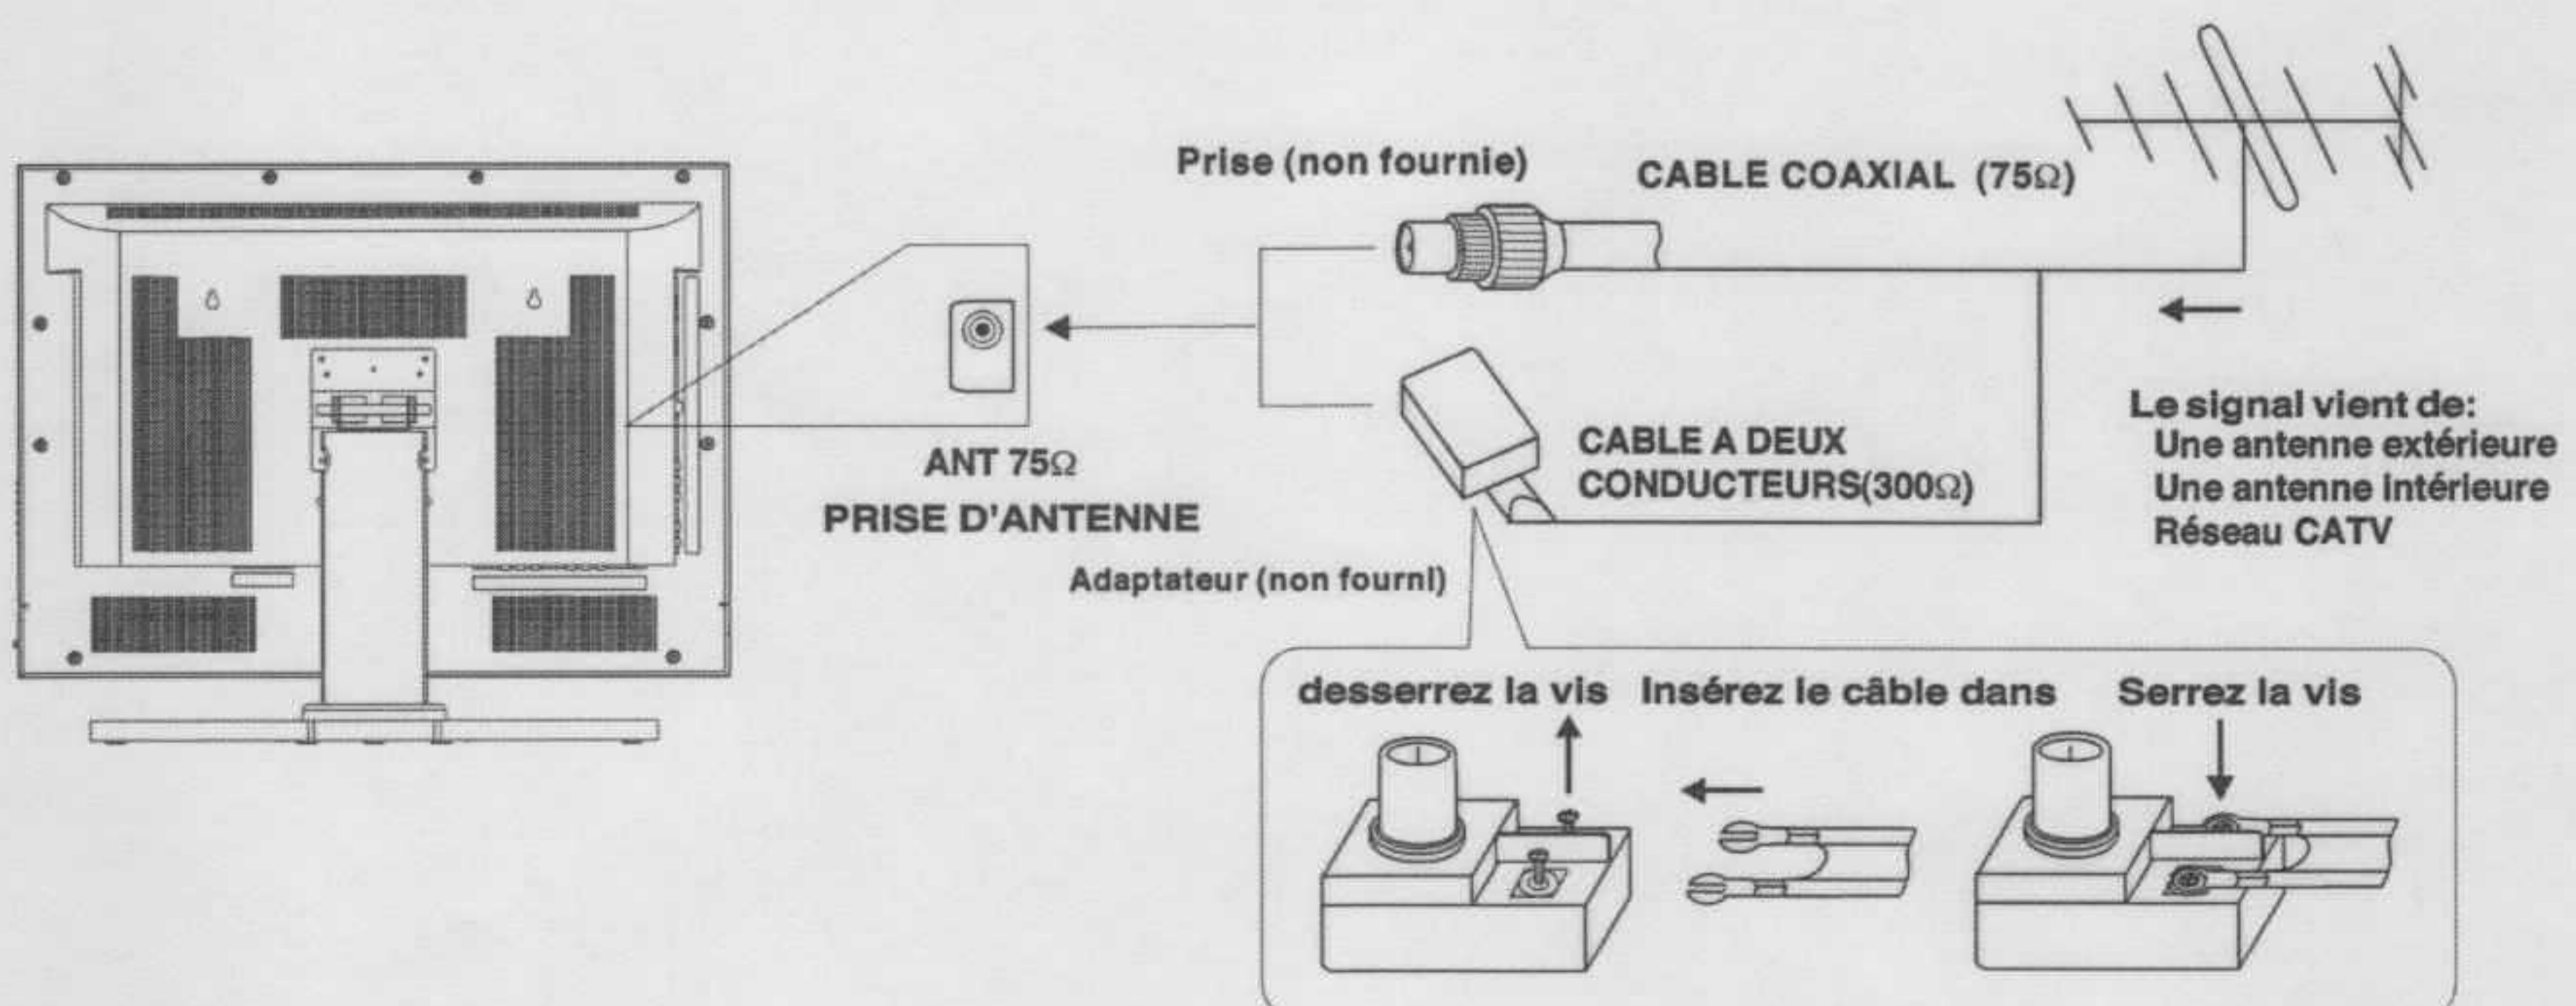 Prise (non fournie)
CABLE COAXIAL (75Ω)
Le signal vient de:
Une antenne extérieure
Une antenne intérieure
Réseau CATV
ANT 75Ω
PRISE D'ANTENNE
CABLE A DEUX
CONDUCTEURS(300Ω)
Adaptateur (non fourni)
desserrez la vis
Insérez le câble dans
Serrez la vis